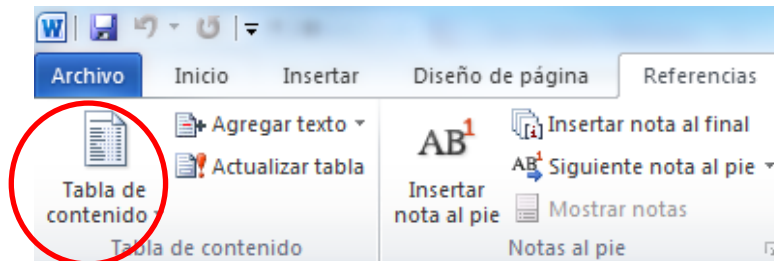 W
Archivo Inicio Insertar Diseño de página Referencias
Agregar texto
Actualizar tabla
Tabla de
contenido
Tabla de contenido
AB1
Insertar
nota al pie
Insertar nota al final
AB1 Siguiente nota al pie
Mostrar notas
Notas al pie